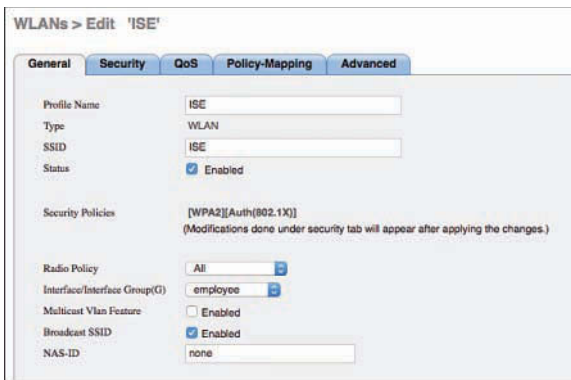 WLANs > Edit 'ISE'
General Security QoS Policy-Mapping Advanced
Profile Name ISE
Type WLAN
SSID ISE
Status Enabled
Security Policies [WPA2][Auth(802.1X)]
(Modifications done under security tab will appear after applying the changes.)
Radio Policy All
Interface/Interface Group(G) employee
Multicast Vlan Feature Enabled
Broadcast SSID Enabled
NAS-ID none